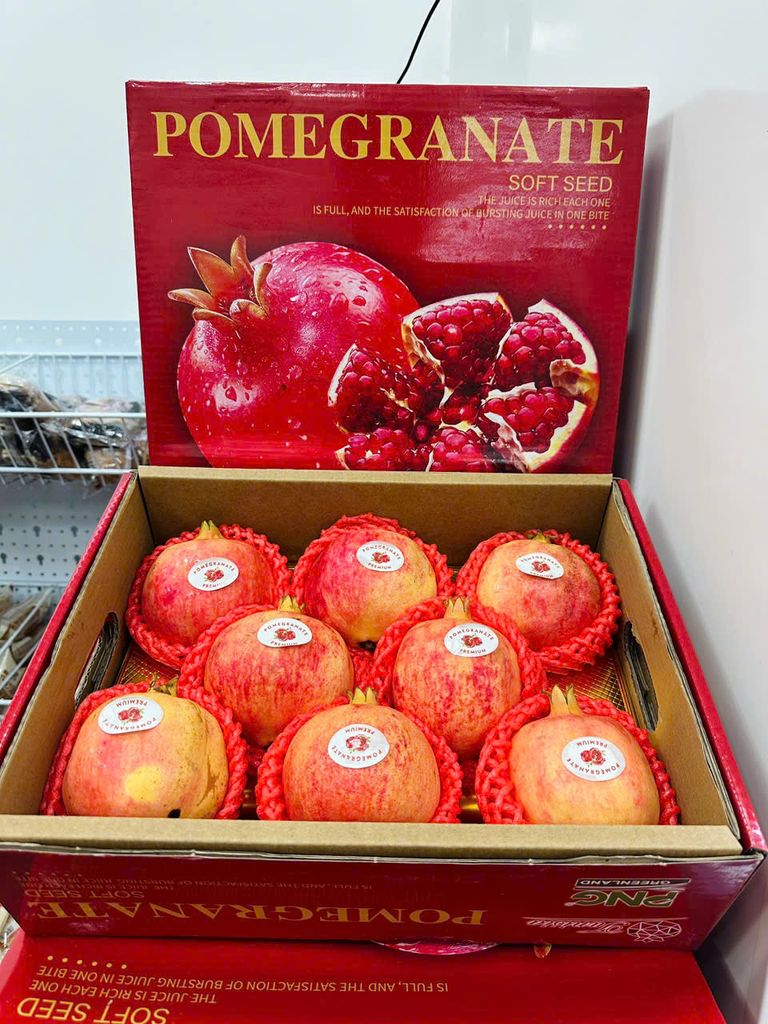 POMEGRANATE
SOFT SEED
THE JUICE IS RICH EACH ONE
IS FULL, AND THE SATISFACTION OF BURSTING JUICE IN ONE BITE
POMEGRANATE
PREMIUM
POMEGRANATE
PREMIUM
POMEGRANATE
PREMIUM
POMEGRANATE
PREMIUM
POMEGRANATE
PREMIUM
POMEGRANATE
PREMIUM
POMEGRANATE
PREMIUM
POMEGRANATE
PREMIUM
PNG
GREENLAND
POMEGRANATE
SOFT SEED
IS FULL, AND THE SATISFACTION OF BURSTING JUICE
SOFT SEED
THE JUICE IS RICH EACH ONE
IS FULL, AND THE SATISFACTION OF BURSTING JUICE IN ONE BITE